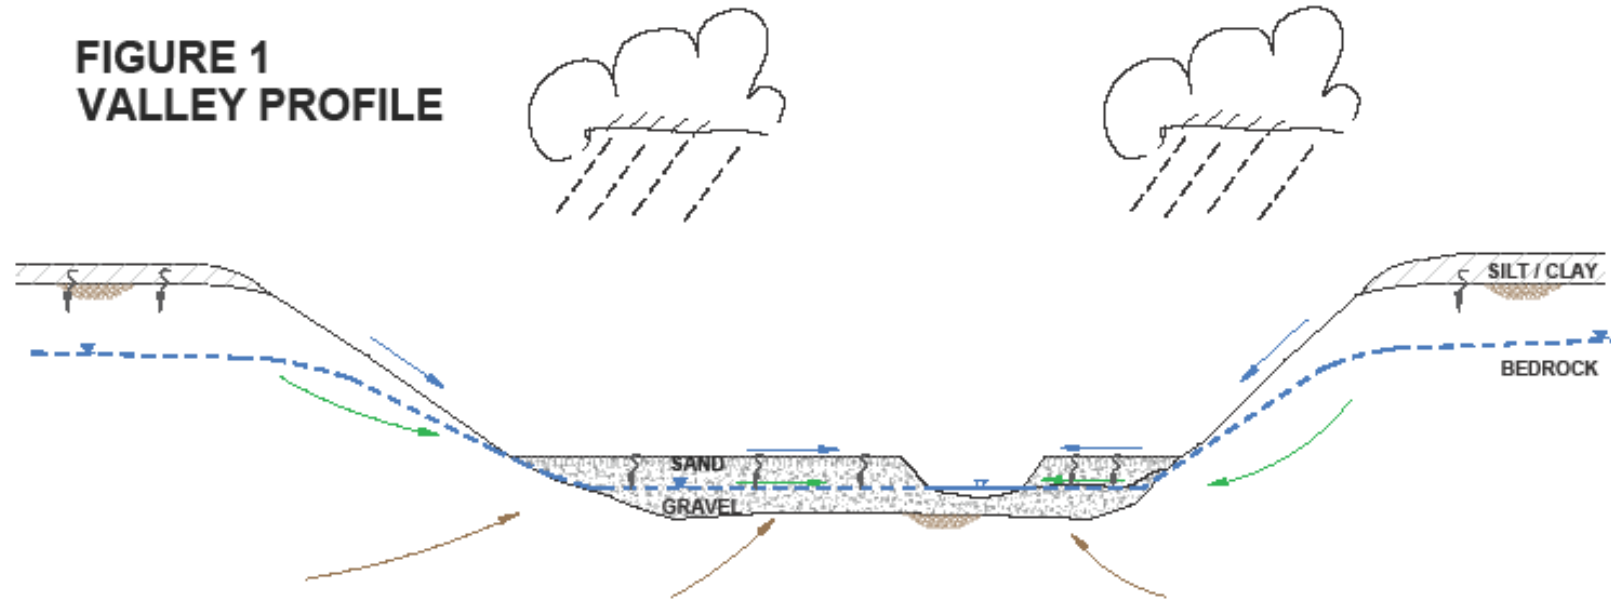 FIGURE 1
VALLEY PROFILE
SILT / CLAY
BEDROCK
SAND
GRAVEL